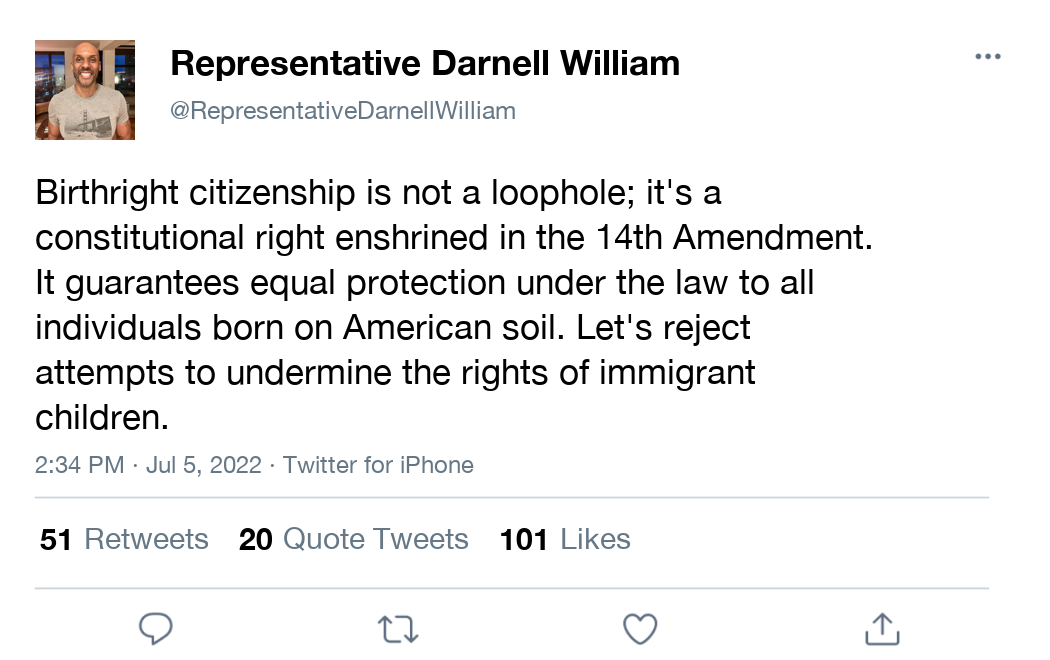 Representative Darnell William
@RepresentativeDarnellWilliam
Birthright citizenship is not a loophole; it's a
constitutional right enshrined in the 14th Amendment.
It guarantees equal protection under the law to all
individuals born on American soil. Let's reject
attempts to undermine the rights of immigrant
children.
2:34 PM · Jul 5, 2022 · Twitter for iPhone
51 Retweets 20 Quote Tweets 101 Likes